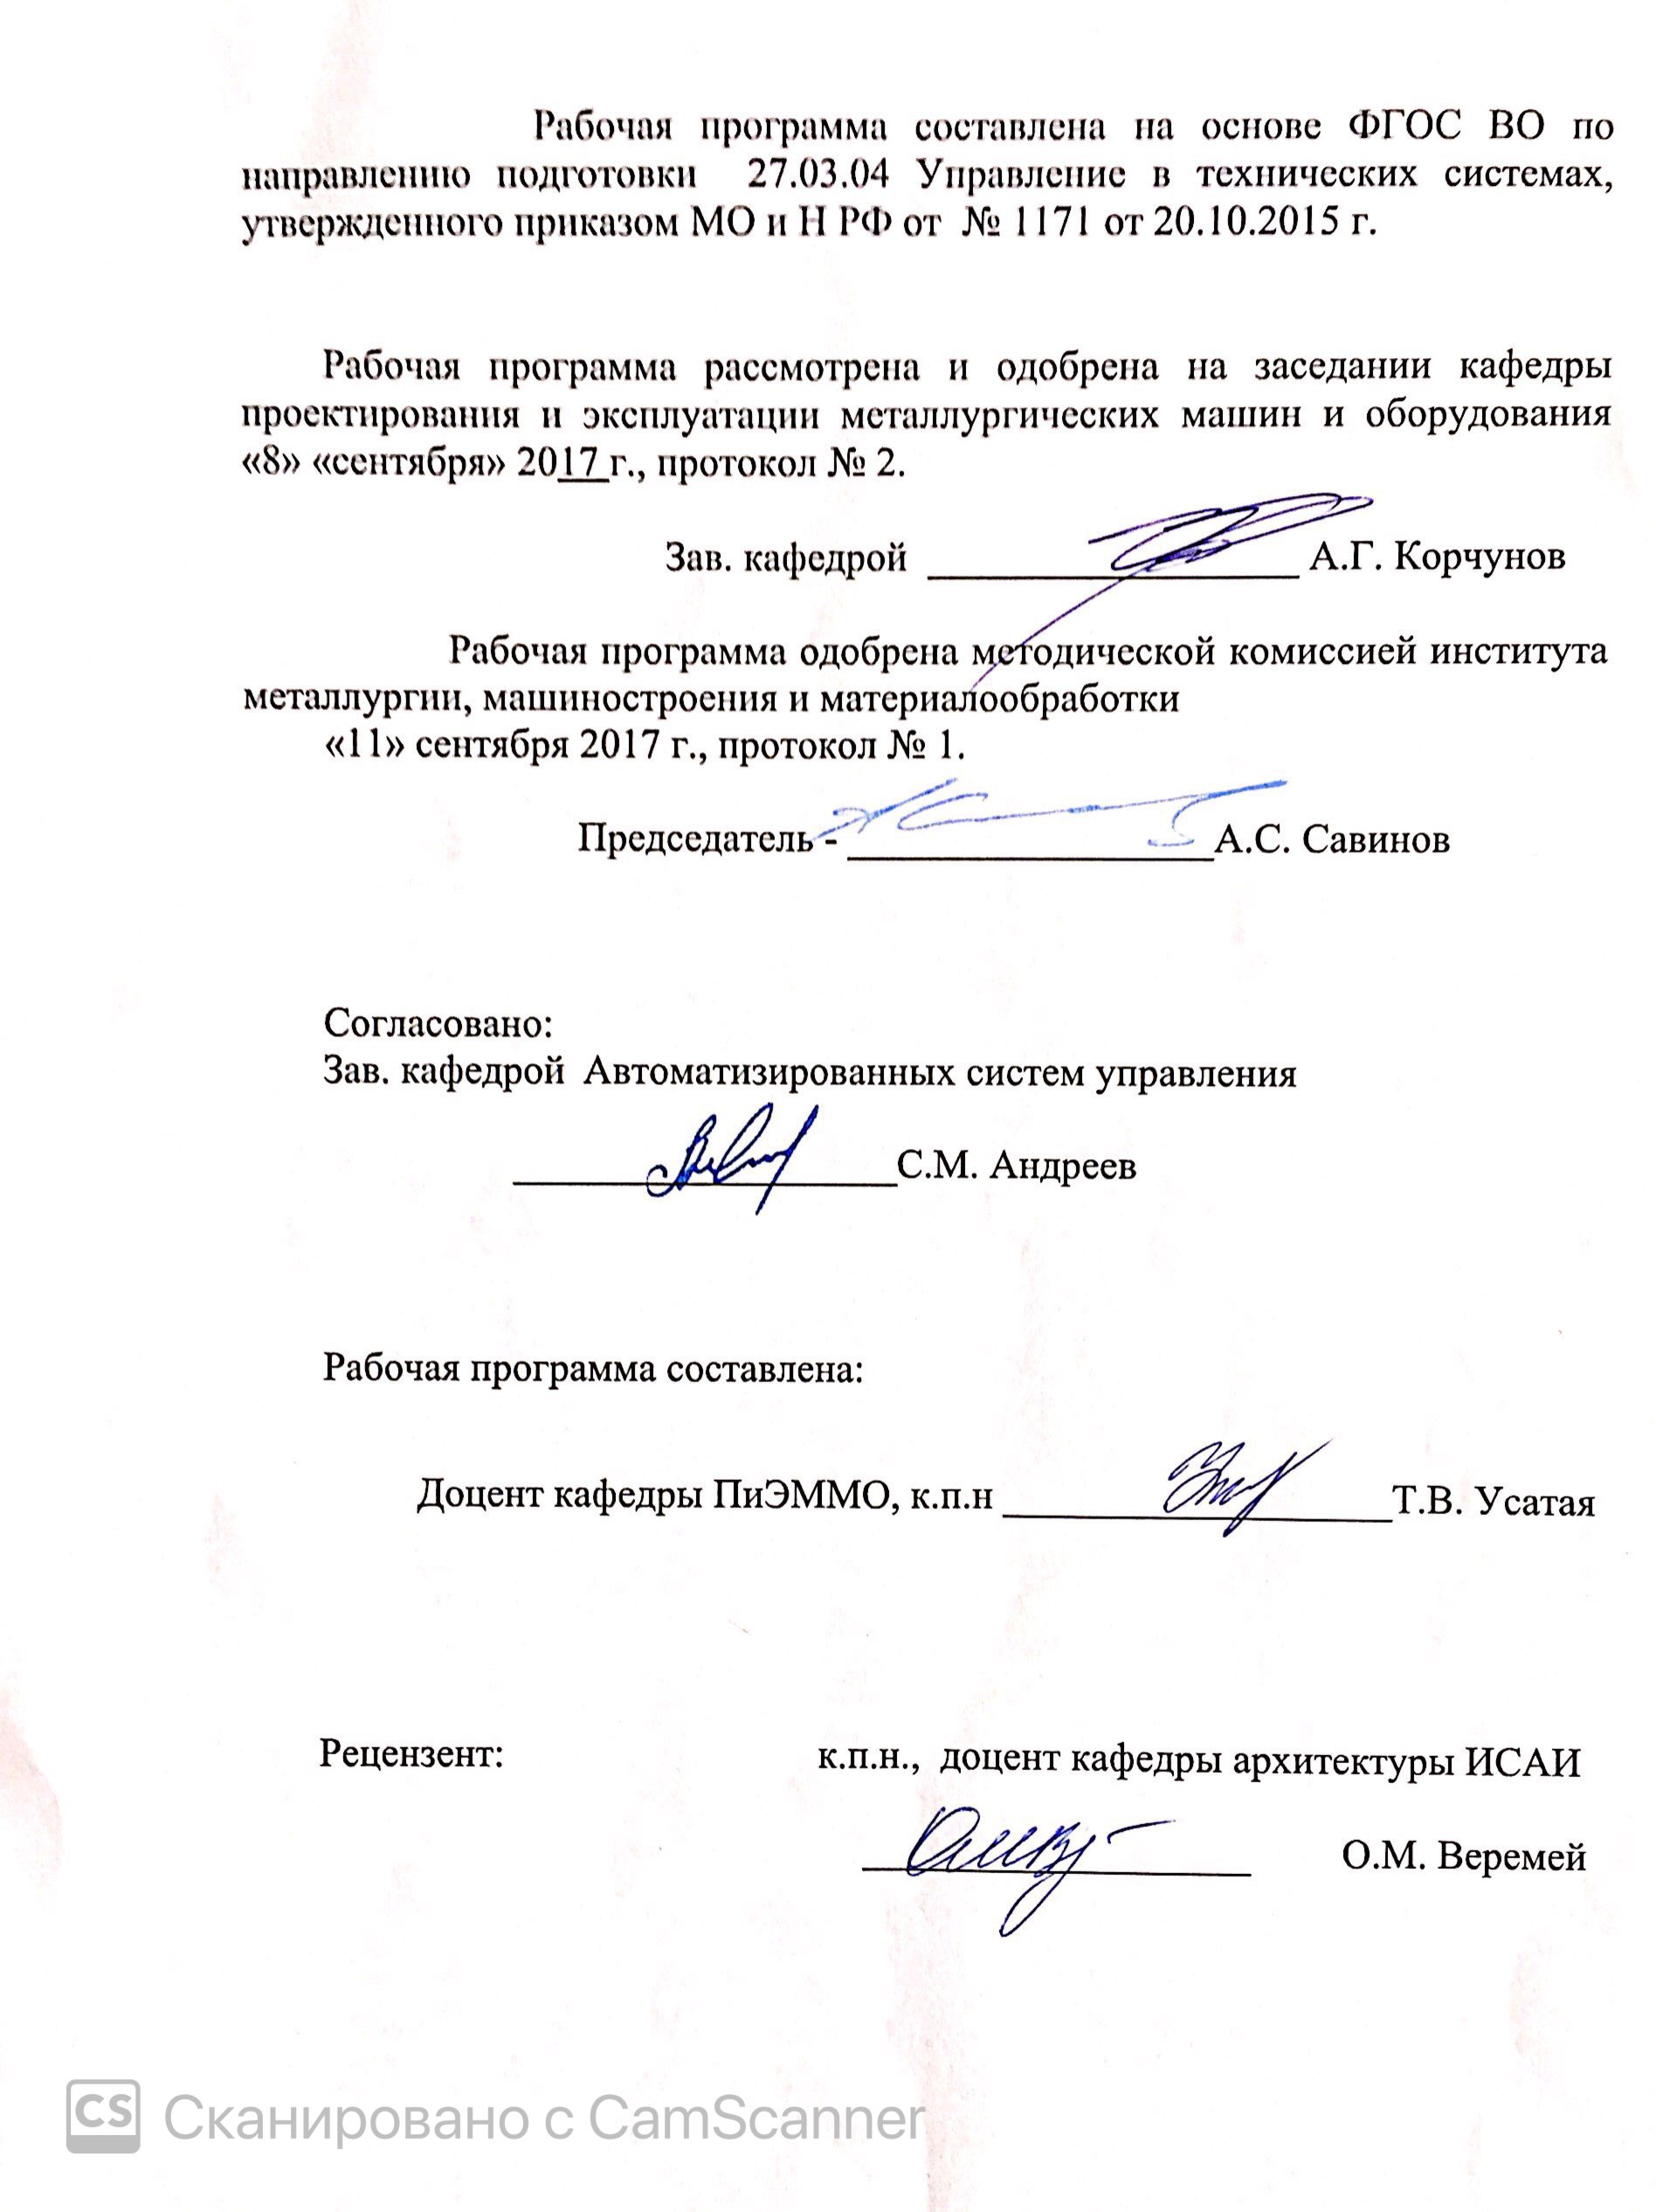 Рабочая программа составлена на основе ФГОС ВО по
направлению подготовки 27.03.04 Управление в технических системах,
утвержденного приказом МО и Н РФ от № 1171 от 20.10.2015 г.
Рабочая программа рассмотрена и одобрена на заседании кафедры
проектирования и эксплуатации металлургических машин и оборудования
«8» «сентября» 2017 г., протокол № 2.
Зав. кафедрой А.Г. Корчунов
Рабочая программа одобрена методической комиссией института
металлургии, машиностроения и материалообработки
«11» сентября 2017 г., протокол № 1.
Председатель - А.С. Савинов
Согласовано:
Зав. кафедрой Автоматизированных систем управления
С.М. Андреев
Рабочая программа составлена:
Доцент кафедры ПиЭММО, к.п.н Т.В. Усатая
Рецензент: к.п.н., доцент кафедры архитектуры ИСАИ
О.М. Веремей
CS Сканировано с CamScanner